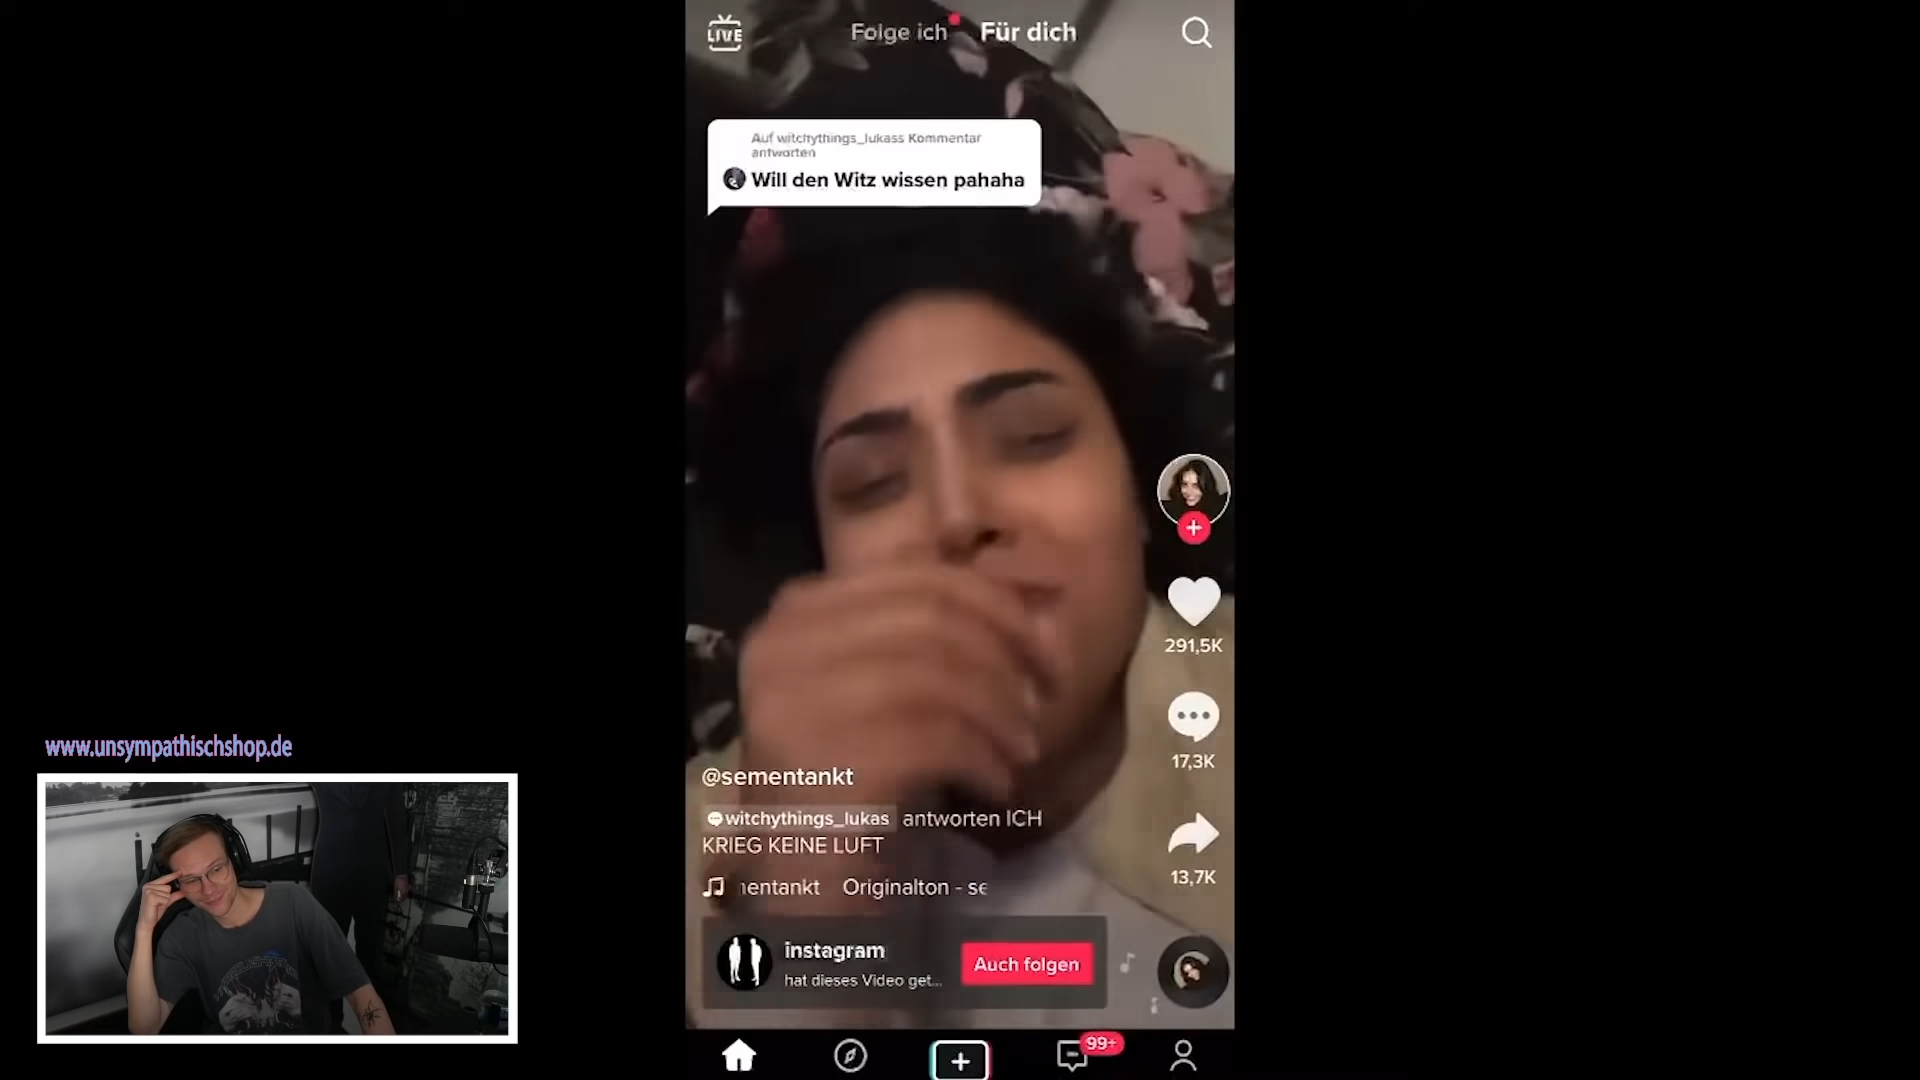 LIVE
Folge ich
Für dich
Auf witchythings_lukass Kommentar
antworten
Will den Witz wissen pahaha
291,5K
17,3K
www.unsympathischshop.de
@sementankt
witchythings_lukas antworten ICH
KRIEG KEINE LUFT
13,7K
nentankt Originalton - se
instagram
hat dieses Video get...
Auch folgen
99+